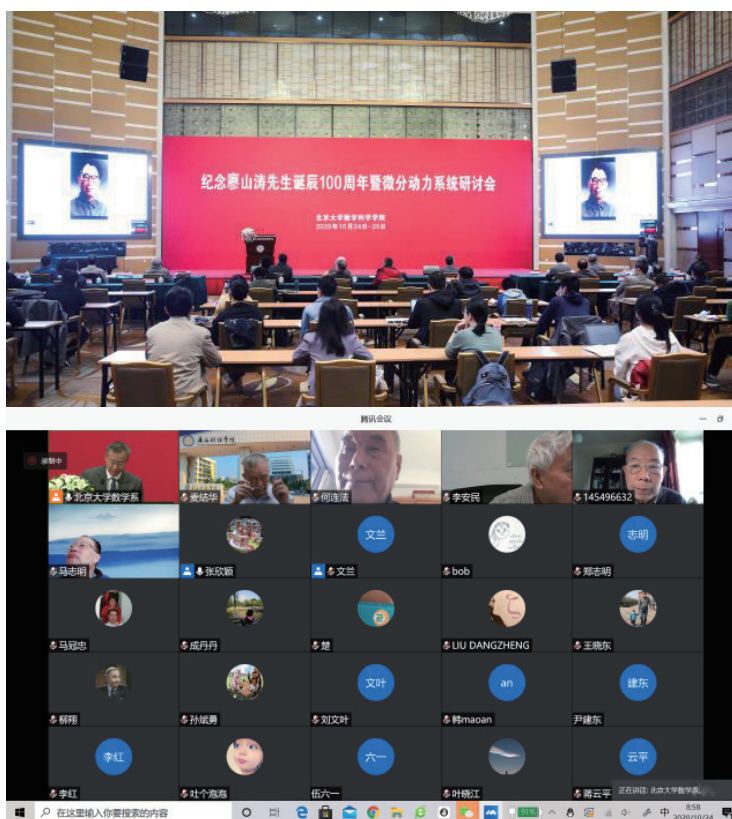 纪念廖山涛先生诞辰100周年暨微分动力系统研讨会
北京大学数学科学学院
2020年10月24日-25日
腾讯会议
录制中
北京大学数学系
麦结华
何连法
李安民
145496632
马志明
张欣颖
文兰
文兰
bob
志明
郑志明
马冠忠
成丹丹
楚
LIU DANGZHENG
王晓东
柳翔
孙斌勇
文叶
刘文叶
an
韩maoan
建东
尹建东
李红
李红
吐个泡泡
六一
伍六一
叶晓江
云平
蒋云平
正在讲话: 北京大学数学系;
在这里输入你要搜索的内容
中
8:58
2020/10/24